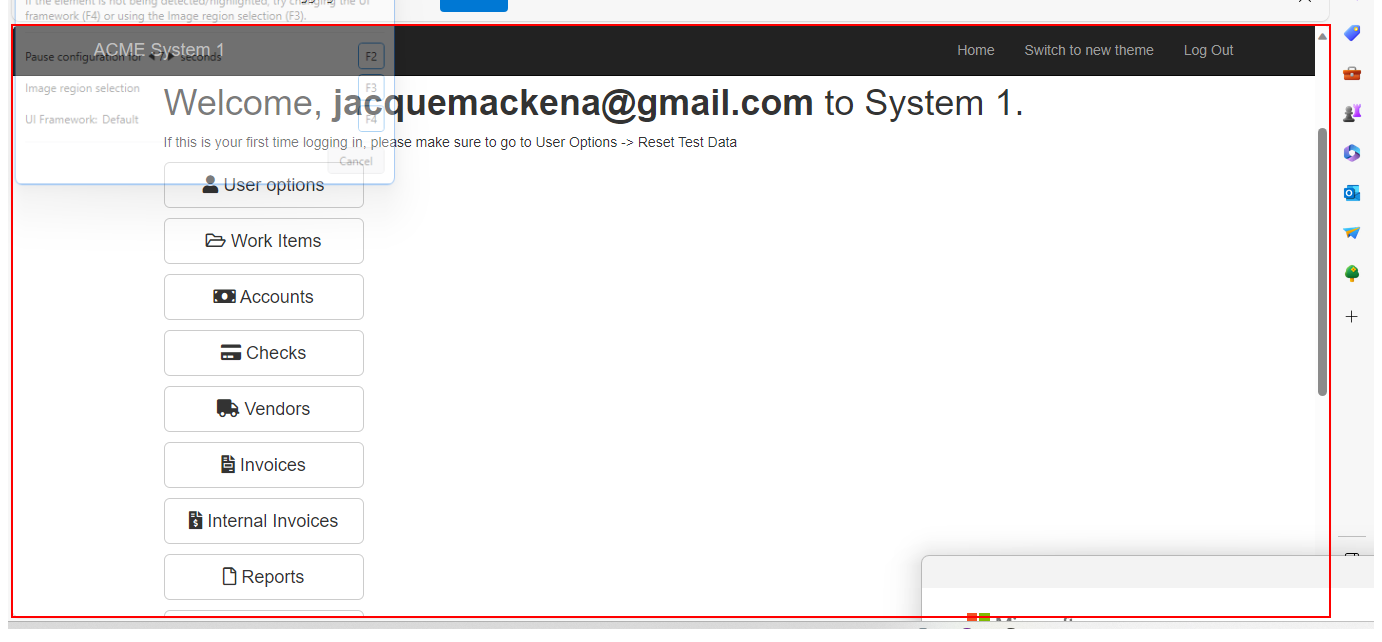 If the element is not being detected/highlighted, try changing the UI
framework (F4) or using the Image region selection (F3).
ACME System 1
Pause configuration for < 7 > seconds
F2
Home
Switch to new theme
Log Out
Image region selection
F3
Welcome, jacquemackena@gmail.com to System 1.
UI Framework: Default
F4
If this is your first time logging in, please make sure to go to User Options -> Reset Test Data
Cancel
User options
Work Items
Accounts
Checks
Vendors
Invoices
Internal Invoices
Reports